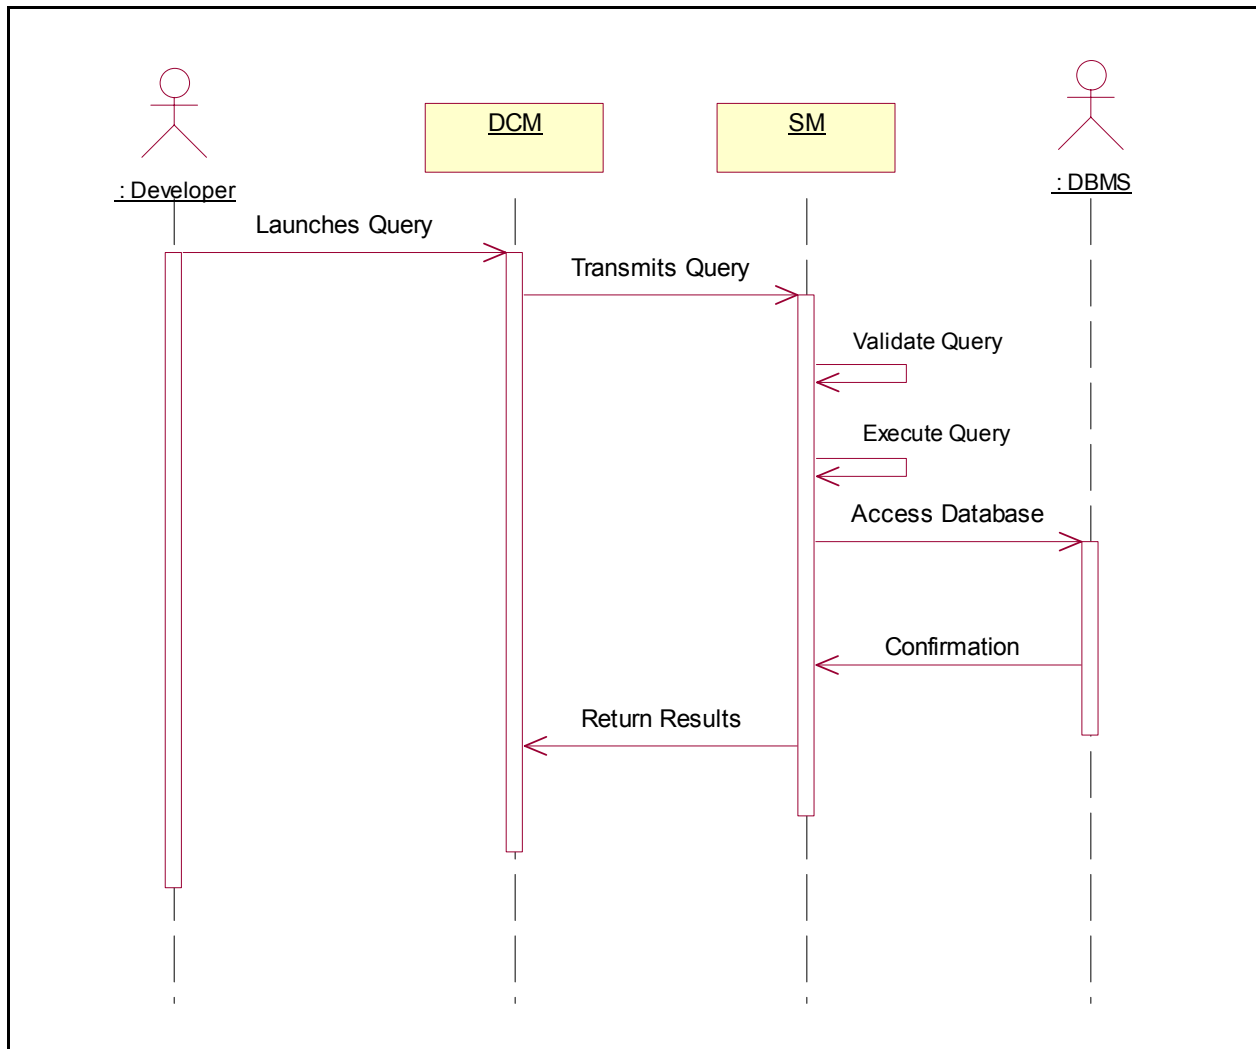 : Developer
DCM
SM
: DBMS
Launches Query
Transmits Query
Validate Query
Execute Query
Access Database
Confirmation
Return Results